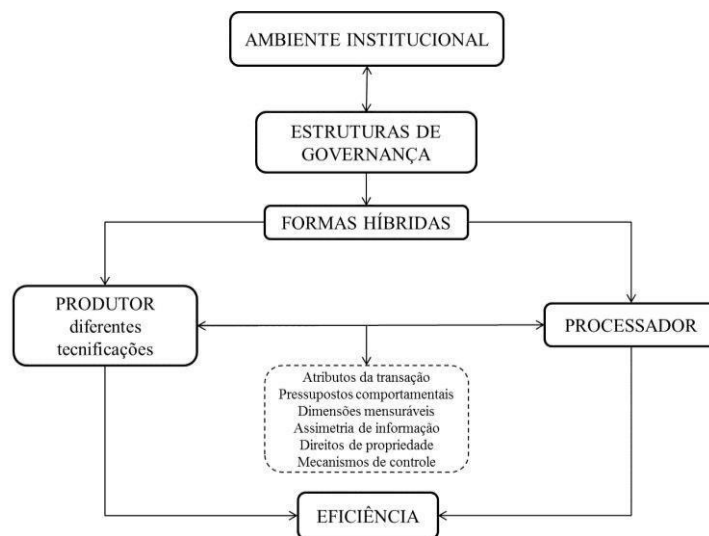 AMBIENTE INSTITUCIONAL
ESTRUTURAS DE
GOVERNANÇA
FORMAS HÍBRIDAS
PRODUTOR
diferentes
tecnificações
PROCESSADOR
Atributos da transação
Pressupostos comportamentais
Dimensões mensuráveis
Assimetria de informação
Direitos de propriedade
Mecanismos de controle
EFICIÊNCIA